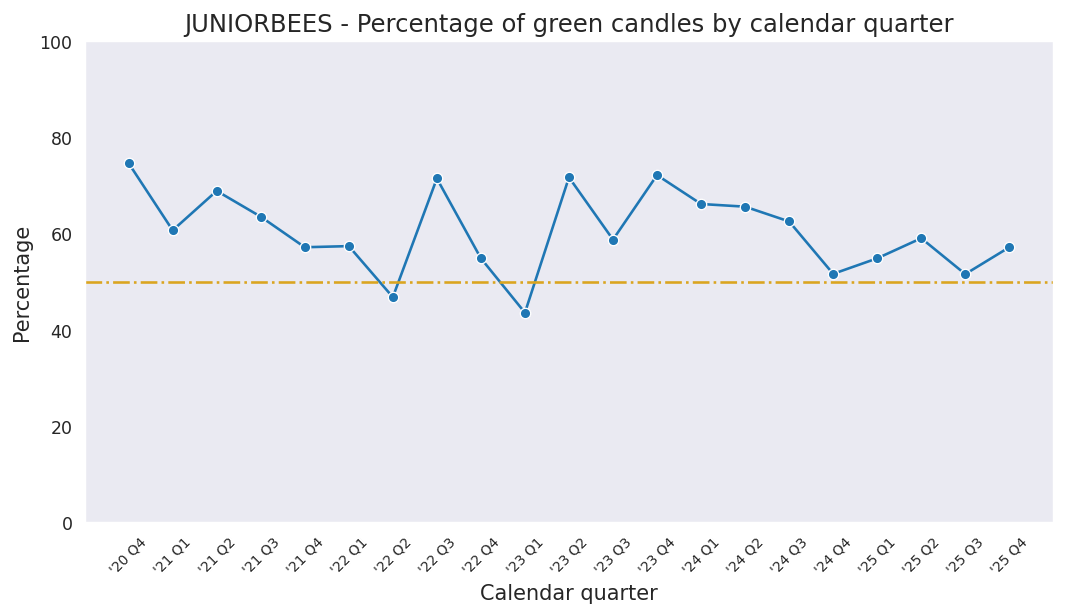 JUNIORBEES - Percentage of green candles by calendar quarter
100
80
60
40
20
0
Percentage
'20 Q4
'21 Q1
'21 Q2
'21 Q3
'21 Q4
'22 Q1
'22 Q2
'22 Q3
'22 Q4
'23 Q1
'23 Q2
'23 Q3
'23 Q4
'24 Q1
'24 Q2
'24 Q3
'24 Q4
'25 Q1
'25 Q2
'25 Q3
'25 Q4
Calendar quarter